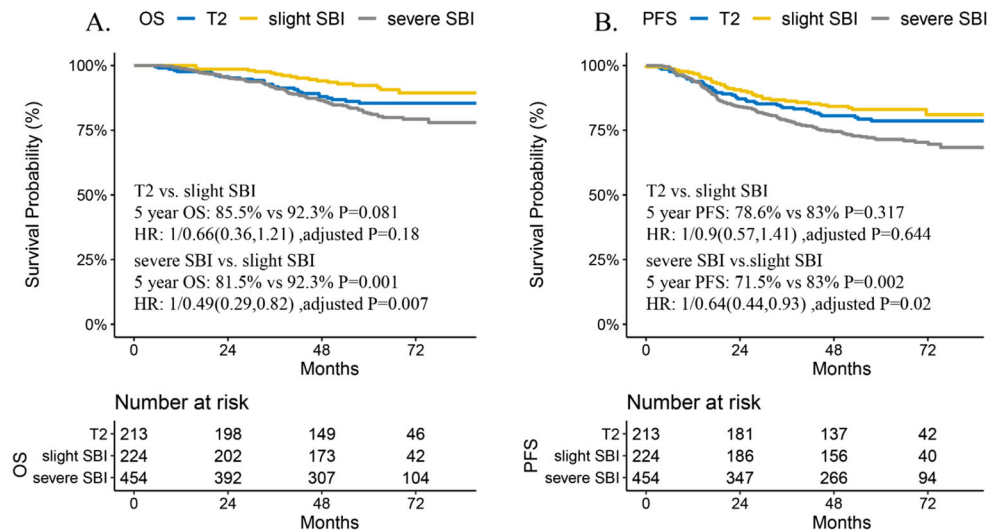 A. OS T2 slight SBI severe SBI
Survival Probability (%)
100%
75%
50%
25%
0%
T2 vs. slight SBI
5 year OS: 85.5% vs 92.3% P=0.081
HR: 1/0.66(0.36,1.21) ,adjusted P=0.18
severe SBI vs. slight SBI
5 year OS: 81.5% vs 92.3% P=0.001
HR: 1/0.49(0.29,0.82) ,adjusted P=0.007
0 24 48 72
Months
Number at risk
OS
T2 213 198 149 46
slight SBI 224 202 173 42
severe SBI 454 392 307 104
0 24 48 72
Months
B. PFS T2 slight SBI severe SBI
Survival Probability (%)
100%
75%
50%
25%
0%
T2 vs. slight SBI
5 year PFS: 78.6% vs 83% P=0.317
HR: 1/0.9(0.57,1.41) ,adjusted P=0.644
severe SBI vs.slight SBI
5 year PFS: 71.5% vs 83% P=0.002
HR: 1/0.64(0.44,0.93) ,adjusted P=0.02
0 24 48 72
Months
Number at risk
PFS
T2 213 181 137 42
slight SBI 224 186 156 40
severe SBI 454 347 266 94
0 24 48 72
Months